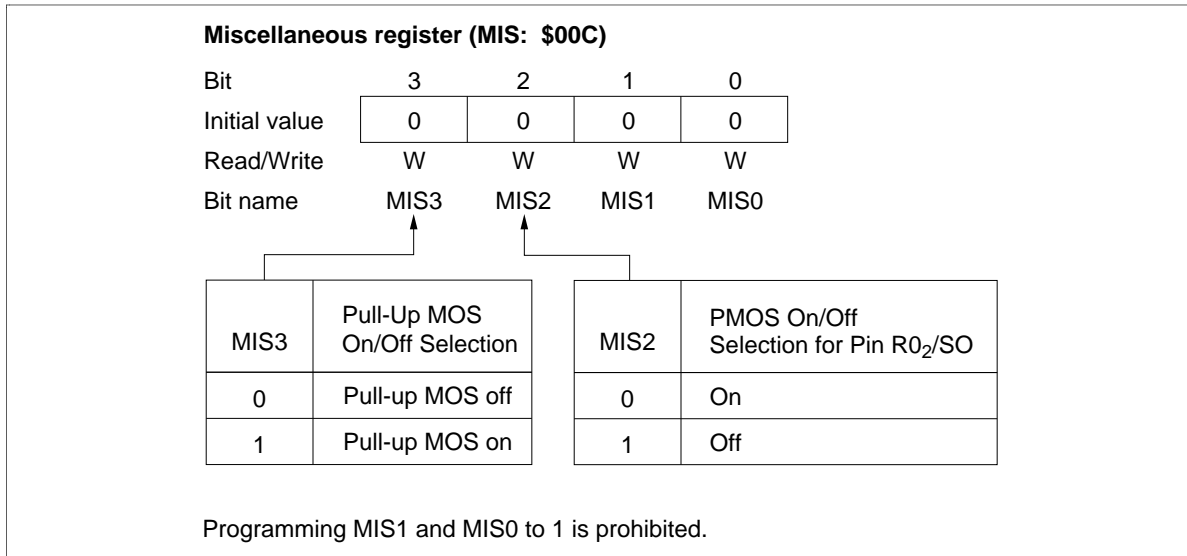 Miscellaneous register (MIS: $00C)
Bit 3 2 1 0
Initial value 0 0 0 0
Read/Write W W W W
Bit name MIS3 MIS2 MIS1 MIS0
MIS3 Pull-Up MOS
On/Off Selection
0 Pull-up MOS off
1 Pull-up MOS on
MIS2 PMOS On/Off
Selection for Pin R0₂/SO
0 On
1 Off
Programming MIS1 and MIS0 to 1 is prohibited.